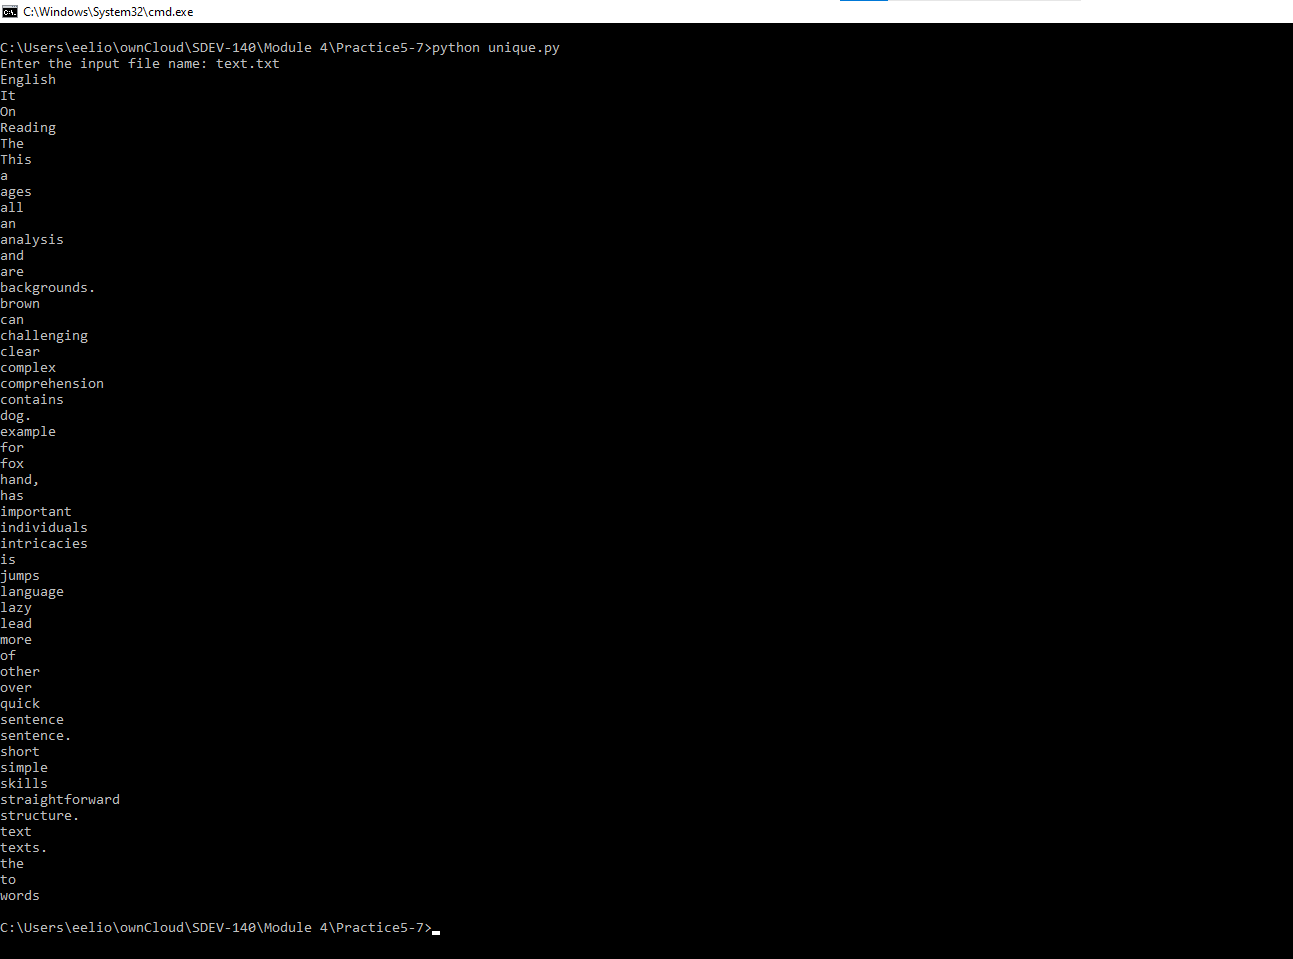 C:\Windows\System32\cmd.exe
C:\Users\eelio\ownCloud\SDEV-140\Module 4\Practice5-7>python unique.py
Enter the input file name: text.txt
English
It
On
Reading
The
This
a
ages
all
an
analysis
and
are
backgrounds.
brown
can
challenging
clear
complex
comprehension
contains
dog.
example
for
fox
hand,
has
important
individuals
intricacies
is
jumps
language
lazy
lead
more
of
other
over
quick
sentence
sentence.
short
simple
skills
straightforward
structure.
text
texts.
the
to
words
C:\Users\eelio\ownCloud\SDEV-140\Module 4\Practice5-7>